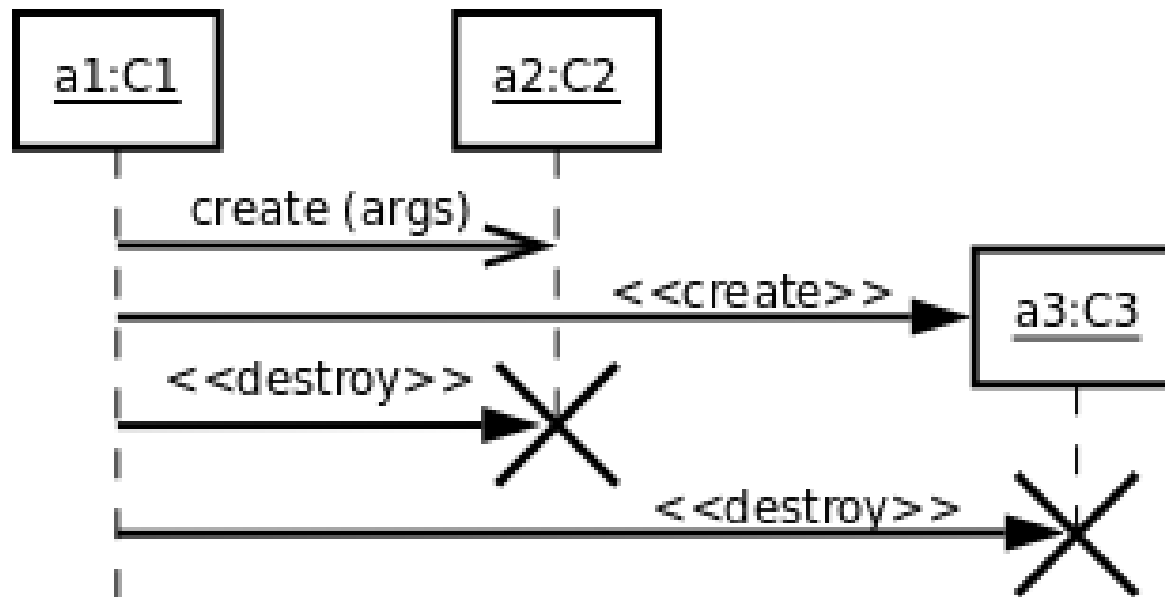 a1:C1
a2:C2
create (args)
<<create>>
a3:C3
<<destroy>>
<<destroy>>